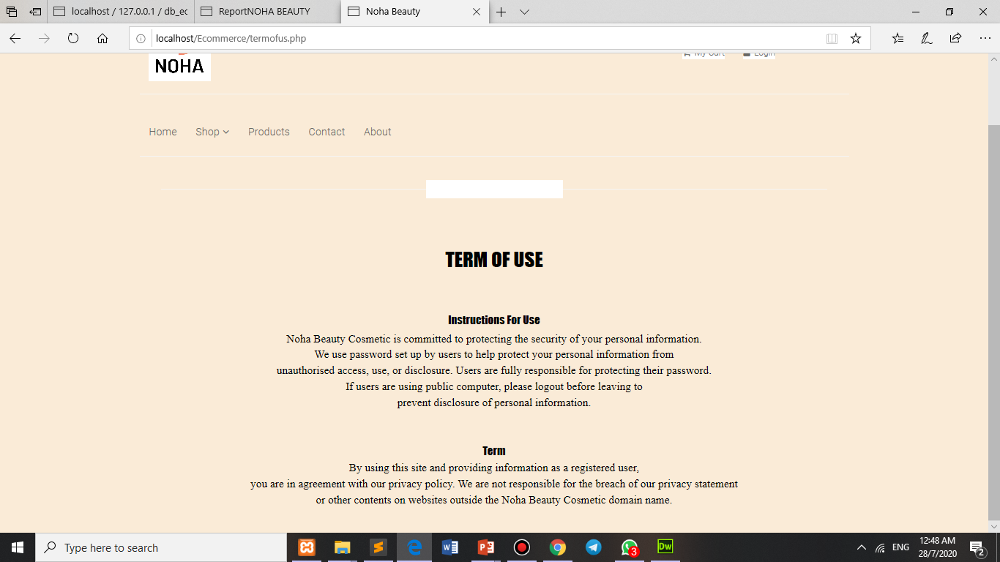 localhost / 127.0.0.1 / db_ec
ReportNOHA BEAUTY
Noha Beauty
localhost/Ecommerce/termofus.php
NOHA
My Cart
Login
Home
Shop
Products
Contact
About
TERM OF USE
Instructions For Use
Noha Beauty Cosmetic is committed to protecting the security of your personal information.
We use password set up by users to help protect your personal information from
unauthorised access, use, or disclosure. Users are fully responsible for protecting their password.
If users are using public computer, please logout before leaving to
prevent disclosure of personal information.
Term
By using this site and providing information as a registered user,
you are in agreement with our privacy policy. We are not responsible for the breach of our privacy statement
or other contents on websites outside the Noha Beauty Cosmetic domain name.
Type here to search
3
Dw
ENG
12:48 AM
28/7/2020
2